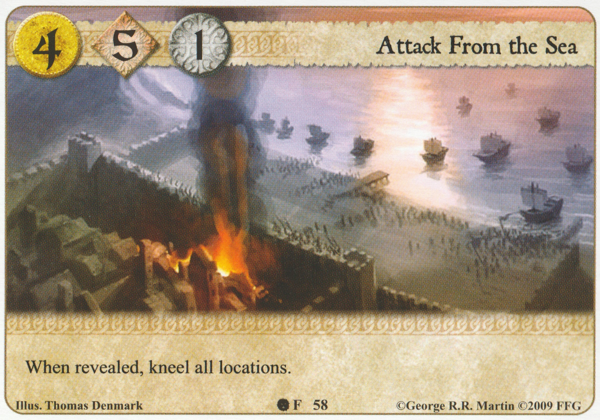 4 5 1 Attack From the Sea
When revealed, kneel all locations.
Illus. Thomas Denmark F 58 ©George R.R. Martin ©2009 FFG